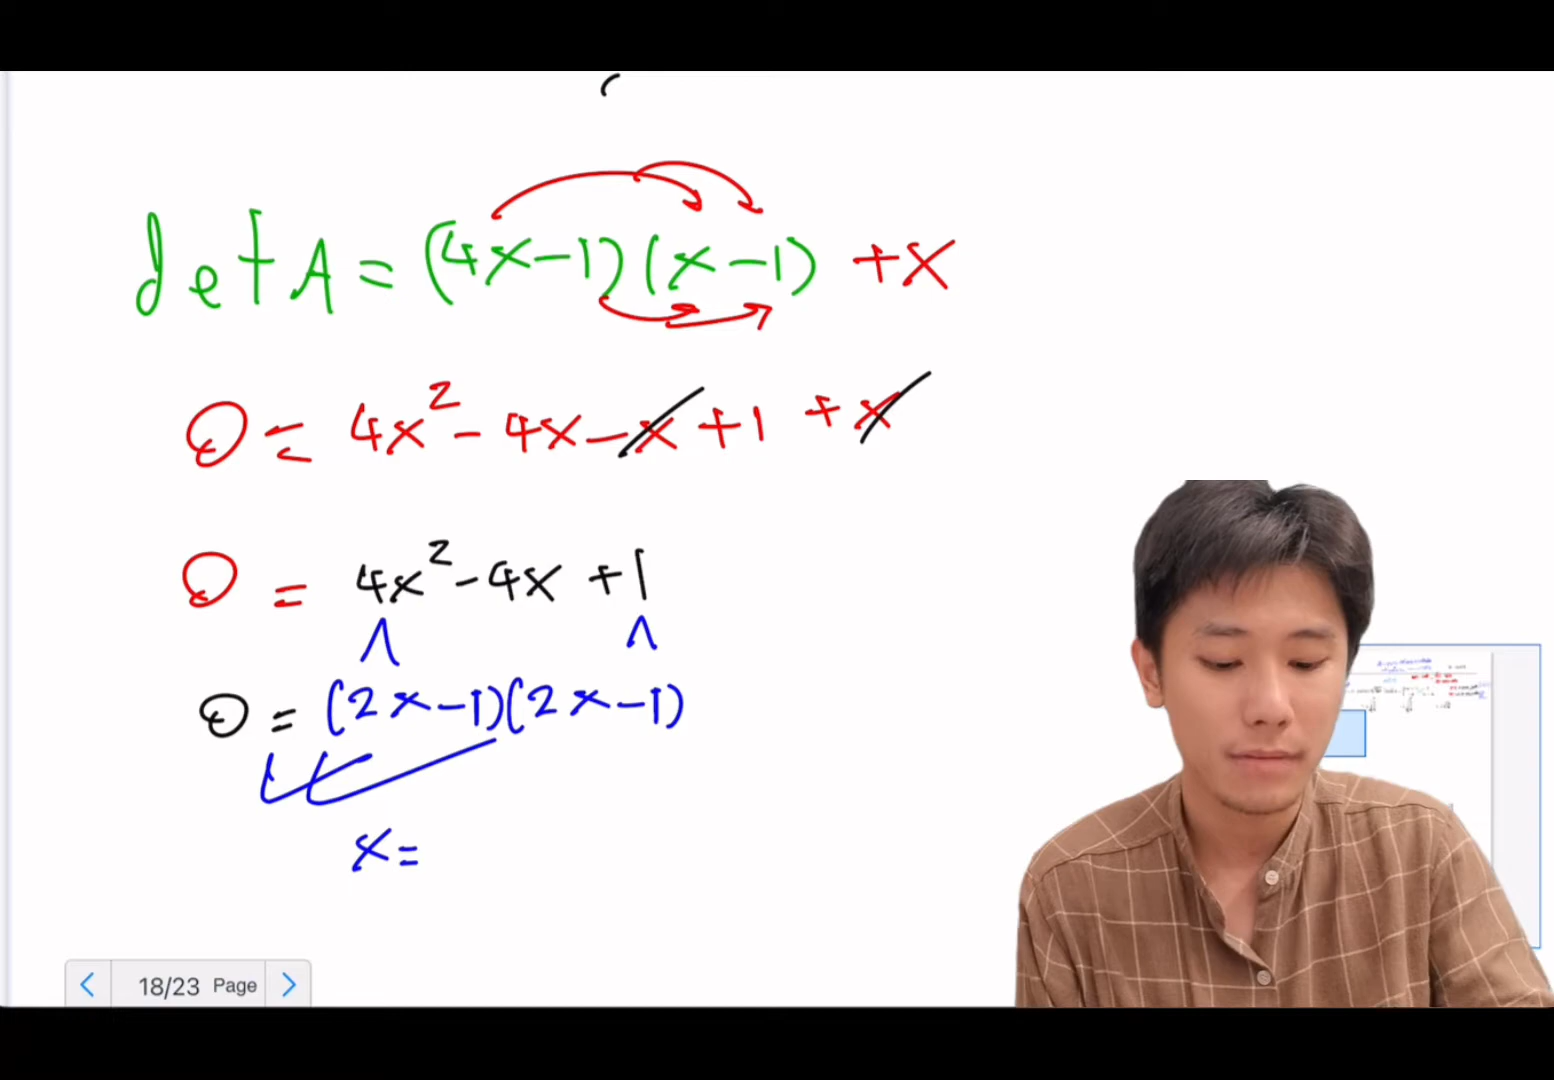 det A = (4x-1)(x-1) +x
0 = 4x² - 4x - x + 1 + x
0 = 4x² - 4x + 1
0 = (2x-1)(2x-1)
x =
18/23 Page